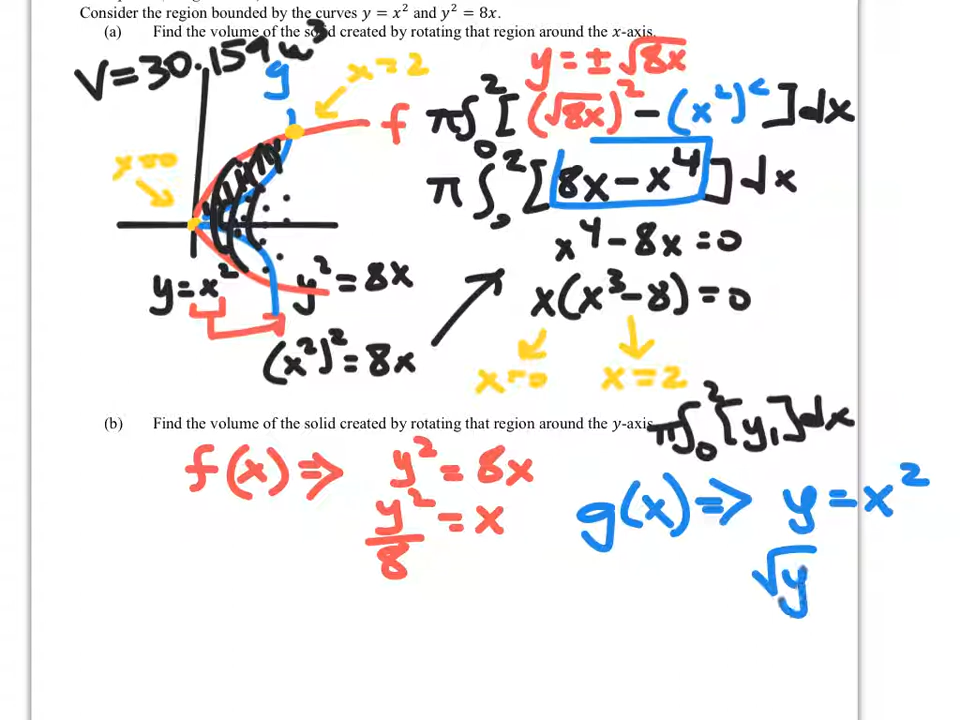 Consider the region bounded by the curves y = x² and y² = 8x.
(a) Find the volume of the solid created by rotating that region around the x-axis.
V=30.159u³
g
x=2
y=±√8x
f
π∫₀²[(√8x)²-(x²)²]dx
x=0
π∫₀²[8x-x⁴]dx
x⁴-8x=0
y=x²
y²=8x
x(x³-8)=0
(x²)²=8x
x=0
x=2
(b) Find the volume of the solid created by rotating that region around the y-axis.
π∫₀²[y₁]dx
f(x)⇒ y²=8x
y²/8=x
g(x)⇒ y=x²
√y